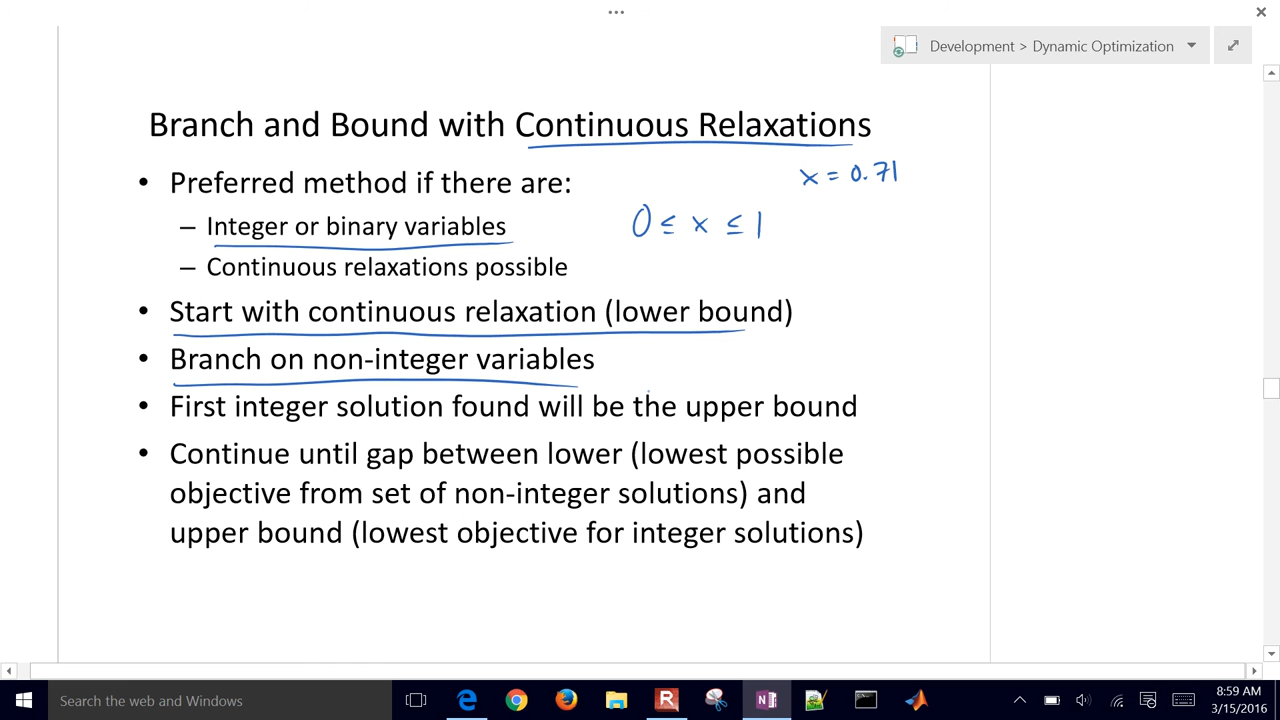 Development > Dynamic Optimization
Branch and Bound with Continuous Relaxations
x = 0.71
• Preferred method if there are:
– Integer or binary variables
0 ≤ x ≤ 1
– Continuous relaxations possible
• Start with continuous relaxation (lower bound)
• Branch on non-integer variables
• First integer solution found will be the upper bound
• Continue until gap between lower (lowest possible
objective from set of non-integer solutions) and
upper bound (lowest objective for integer solutions)
Search the web and Windows
8:59 AM
3/15/2016